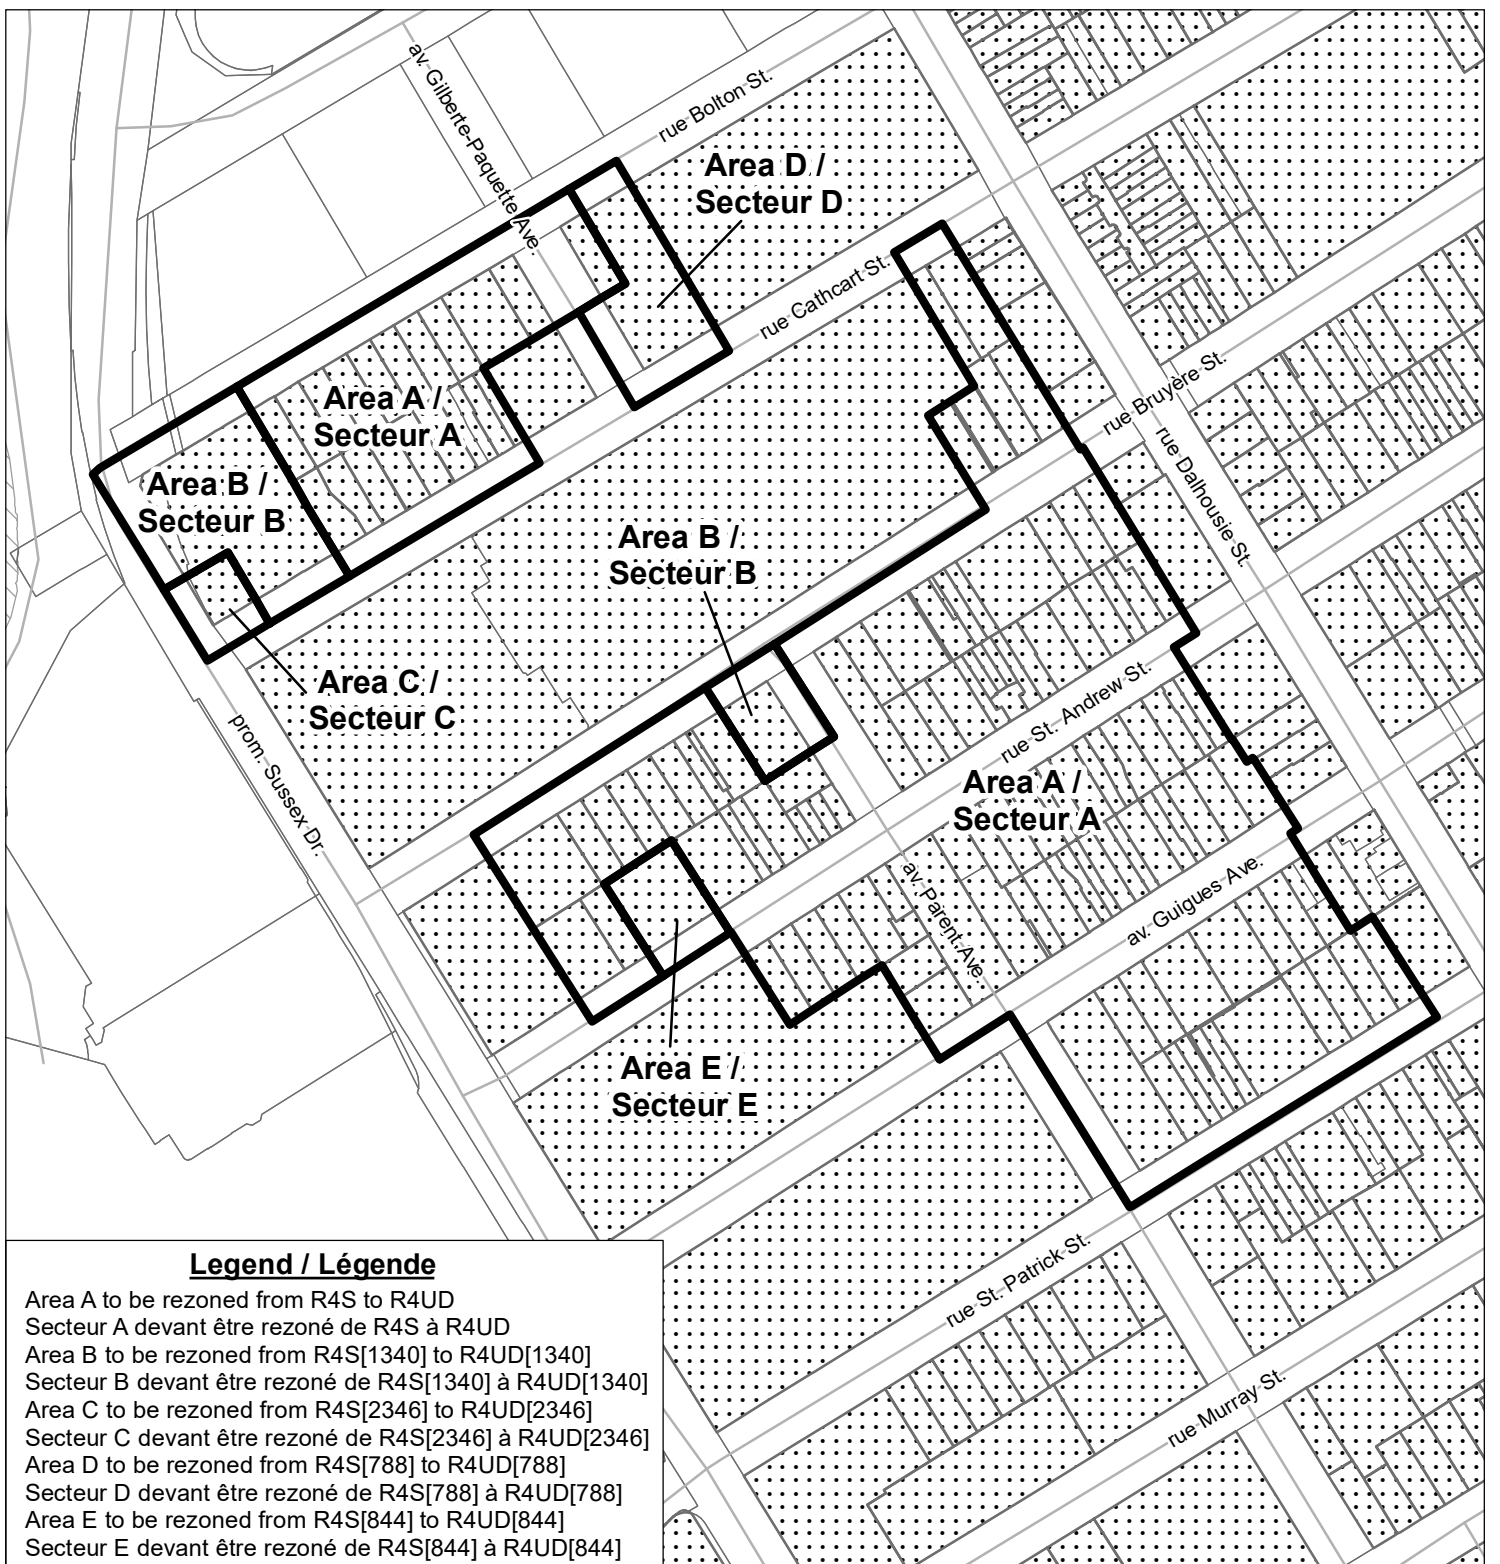 av. Gilberte-Paquette Ave
rue Bolton St.
Area D /
Secteur D
rue Cathcart St.
Area A /
Secteur A
rue Bruyère St.
rue Dalhousie St.
Area B /
Secteur B
Area B /
Secteur B
Area C /
Secteur C
prom. Sussex Dr.
rue St. Andrew St.
Area A /
Secteur A
av. Parent Ave.
av. Guigues Ave.
Area E /
Secteur E
rue St. Patrick St.
rue Murray St.
Legend / Légende
Area A to be rezoned from R4S to R4UD
Secteur A devant être rezoné de R4S à R4UD
Area B to be rezoned from R4S[1340] to R4UD[1340]
Secteur B devant être rezoné de R4S[1340] à R4UD[1340]
Area C to be rezoned from R4S[2346] to R4UD[2346]
Secteur C devant être rezoné de R4S[2346] à R4UD[2346]
Area D to be rezoned from R4S[788] to R4UD[788]
Secteur D devant être rezoné de R4S[788] à R4UD[788]
Area E to be rezoned from R4S[844] to R4UD[844]
Secteur E devant être rezoné de R4S[844] à R4UD[844]